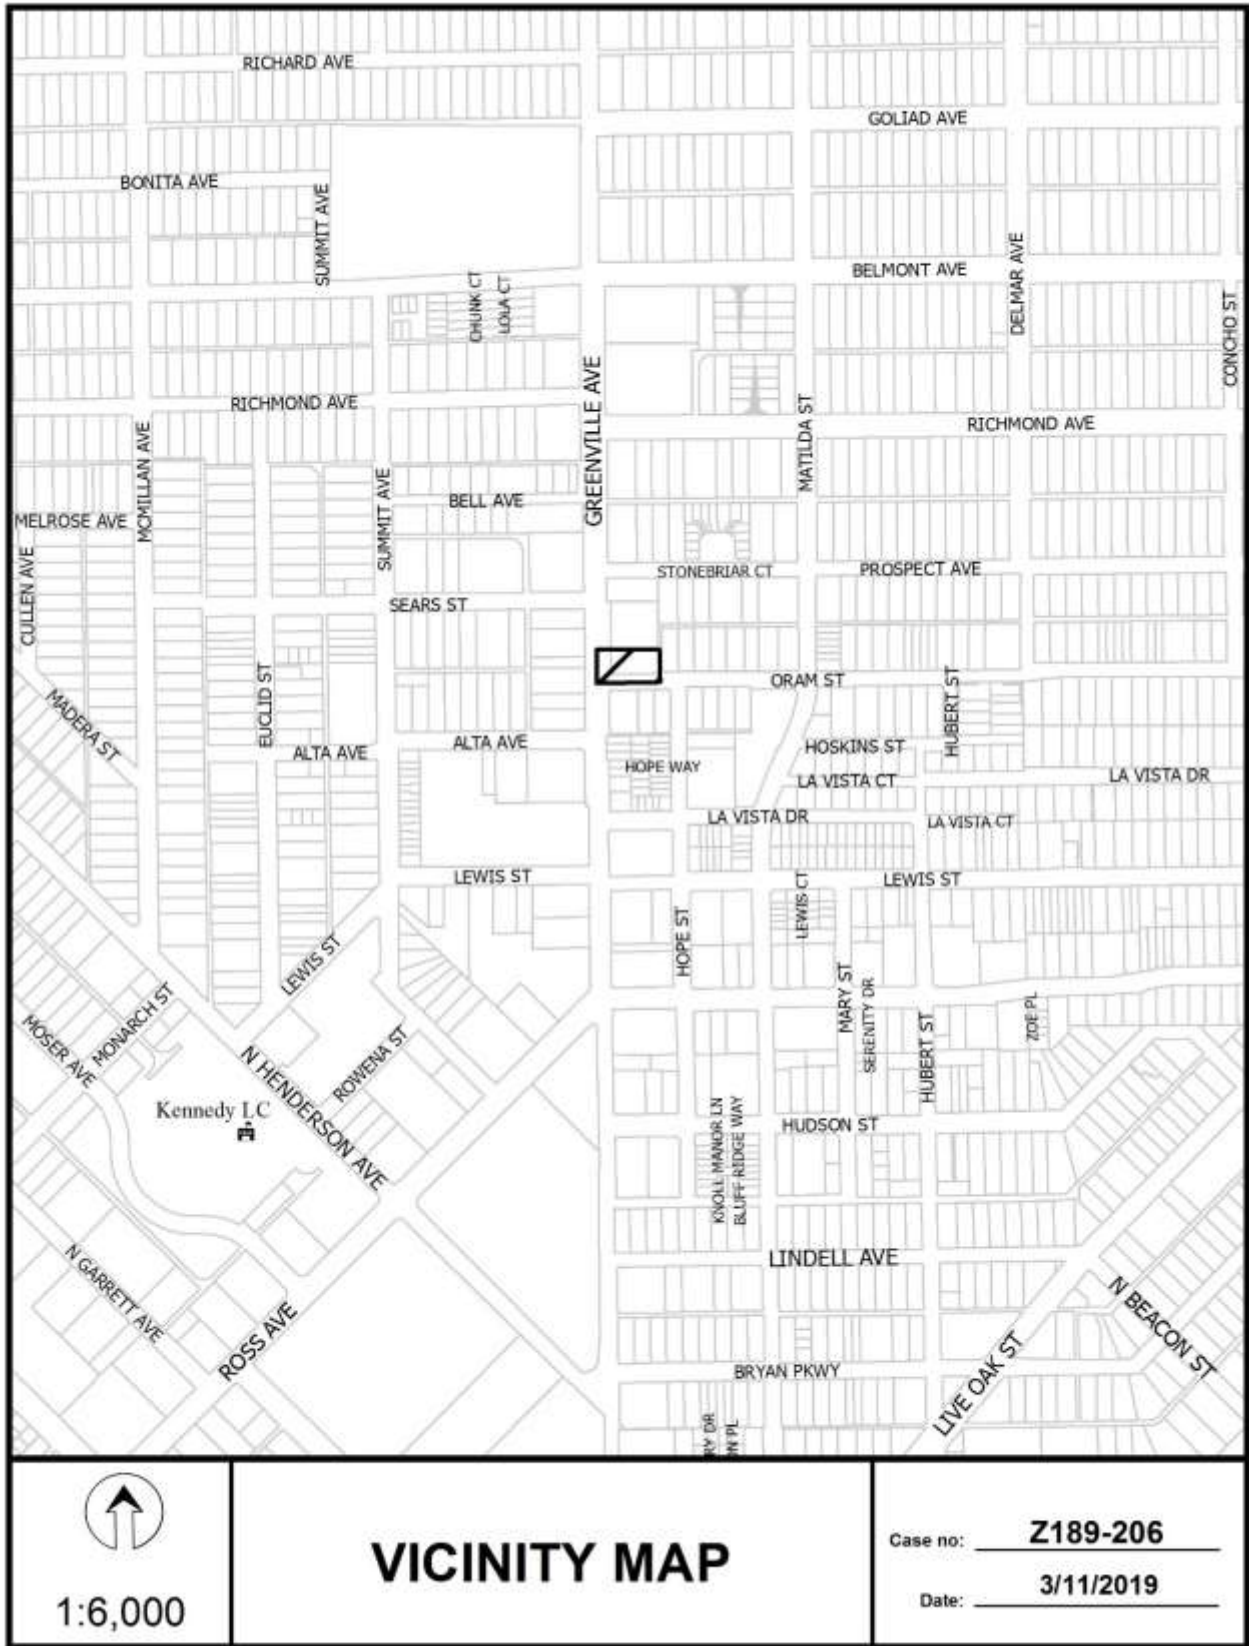 RICHARD AVE
GOLIAD AVE
BONITA AVE
SUMMIT AVE
DELMAR AVE
BELMONT AVE
CHUNK CT
LOLA CT
CONCHO ST
GREENVILLE AVE
RICHMOND AVE
MATILDA ST
RICHMOND AVE
MCMILLAN AVE
SUMMIT AVE
BELL AVE
MELROSE AVE
CULLEN AVE
STONEBRIAR CT
PROSPECT AVE
SEARS ST
EUCLID ST
ORAM ST
HUBERT ST
MADERA ST
ALTA AVE
ALTA AVE
HOSKINS ST
HOPE WAY
LA VISTA CT
LA VISTA DR
LA VISTA DR
LA VISTA CT
LEWIS ST
LEWIS ST
LEWIS CT
HOPE ST
LEWIS ST
MARY ST
SERENITY DR
ZOE PL
MONARCH ST
MOSER AVE
ROWENA ST
HUBERT ST
N HENDERSON AVE
Kennedy LC
KNOLL MANOR LN
BLUFF RIDGE WAY
HUDSON ST
LINDELL AVE
N GARRETT AVE
N BEACON ST
ROSS AVE
LIVE OAK ST
BRYAN PKWY
RY DR
N PL
1:6,000
VICINITY MAP
Case no: Z189-206
Date: 3/11/2019